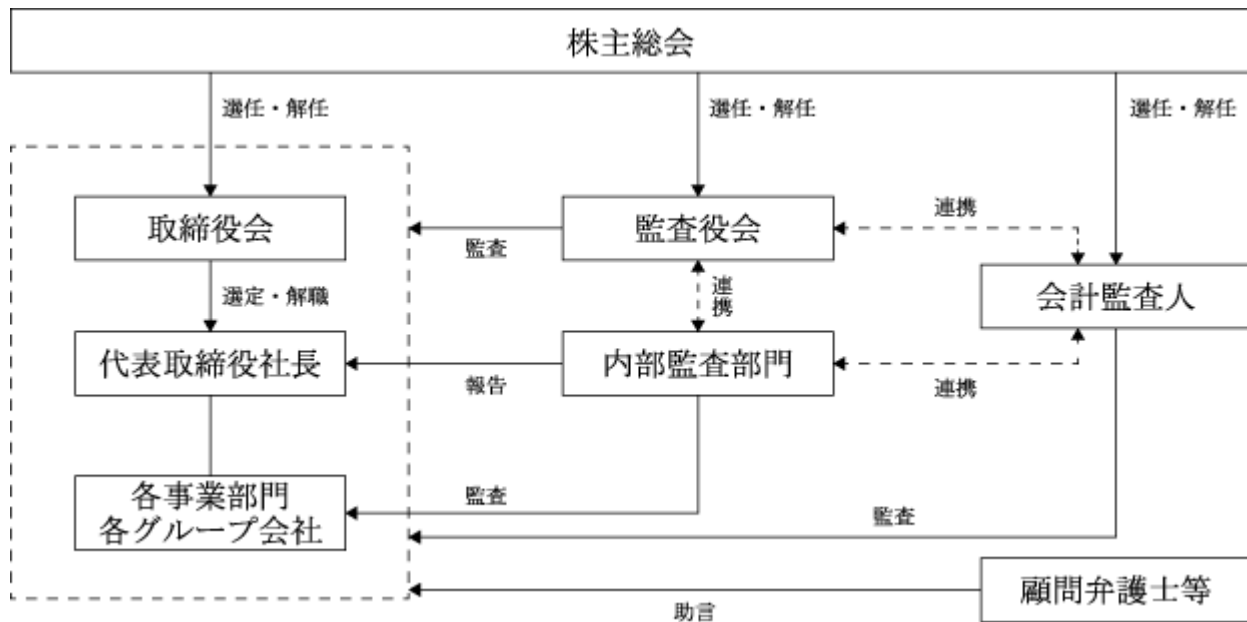 株主総会
選任・解任
選任・解任
選任・解任
取締役会
監査役会
連携
監査
会計監査人
選定・解職
連携
代表取締役社長
内部監査部門
報告
連携
各事業部門
各グループ会社
監査
監査
顧問弁護士等
助言